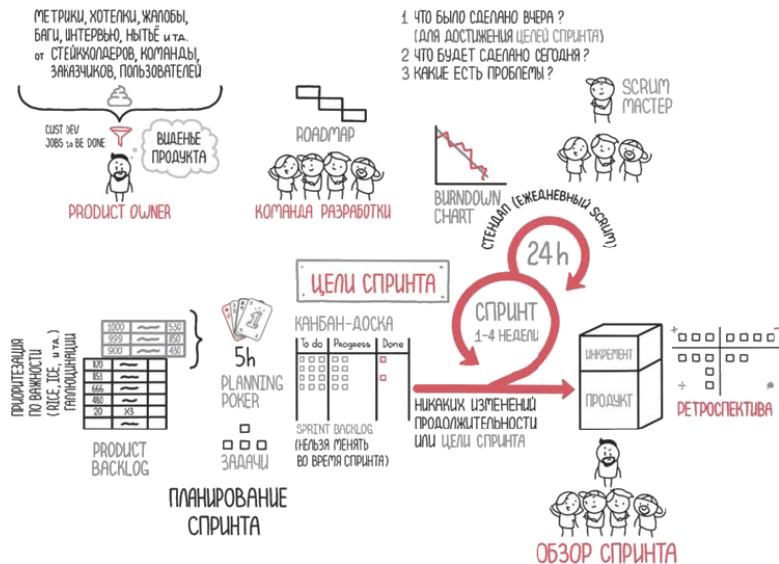 МЕТРИКИ, ХОТЕЛКИ, ЖАЛОБЫ,
БАГИ, ИНТЕРВЬЮ, НЫТЬЁ и т.д.
от СТЕЙКХОЛДЕРОВ, КОМАНДЫ,
ЗАКАЗЧИКОВ, ПОЛЬЗОВАТЕЛЕЙ
CUST DEV
JOBS to BE DONE
ВИДЕНЬЕ
ПРОДУКТА
PRODUCT OWNER
ROADMAP
КОМАНДА РАЗРАБОТКИ
1 ЧТО БЫЛО СДЕЛАНО ВЧЕРА?
(ДЛЯ ДОСТИЖЕНИЯ ЦЕЛЕЙ СПРИНТА)
2 ЧТО БУДЕТ СДЕЛАНО СЕГОДНЯ?
3 КАКИЕ ЕСТЬ ПРОБЛЕМЫ?
SCRUM
МАСТЕР
BURNDOWN
CHART
СТЕНДАП (ЕЖЕДНЕВНЫЙ SCRUM)
24h
СПРИНТ
1-4 НЕДЕЛИ
ЦЕЛИ СПРИНТА
ПРИОРИТЕЗАЦИЯ
ПО ВАЖНОСТИ
(RICE, ICE, и т.д.)
ГАЛЛЮЦИНАЦИИ
1000 530
999 850
900 430
870
853
666
480
20 X3
PRODUCT
BACKLOG
1
5h
PLANNING
POKER
ЗАДАЧИ
ПЛАНИРОВАНИЕ
СПРИНТА
КАНБАН-ДОСКА
To do Progress Done
SPRINT BACKLOG
(НЕЛЬЗЯ МЕНЯТЬ
ВО ВРЕМЯ СПРИНТА)
НИКАКИХ ИЗМЕНЕНИЙ
ПРОДОЛЖИТЕЛЬНОСТИ
ИЛИ ЦЕЛИ СПРИНТА
ИНКРЕМЕНТ
ПРОДУКТ
+ -
РЕТРОСПЕКТИВА
ОБЗОР СПРИНТА